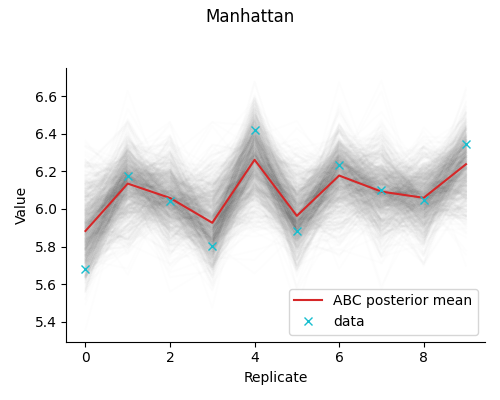 Manhattan
6.6
6.4
6.2
6.0
5.8
5.6
5.4
Value
ABC posterior mean
data
0
2
4
6
8
Replicate